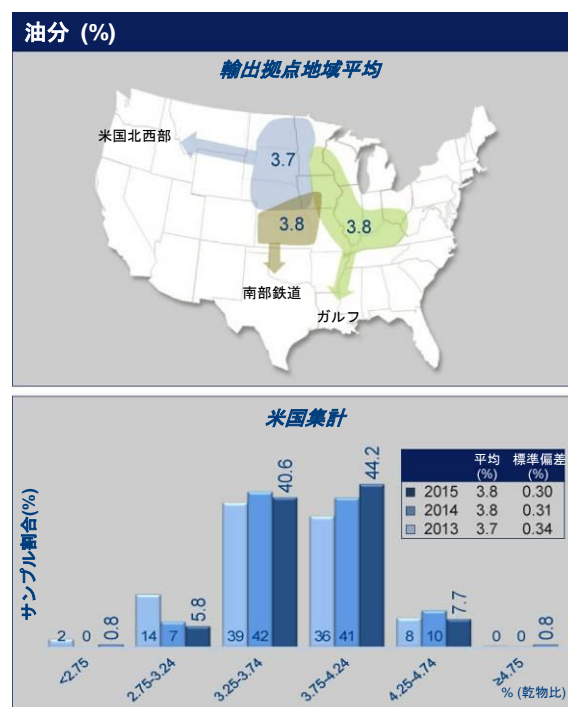 油分 (%)
輸出拠点地域平均
米国北西部
3.7
3.8
3.8
南部鉄道
ガルフ
米国集計
サンプル割合(%)
平均 標準偏差
(%) (%)
2015 3.8 0.30
2014 3.8 0.31
2013 3.7 0.34
2 0 0.8
14 7 5.8
39 42 40.6
36 41 44.2
8 10 7.7
0 0 0.8
<2.75 2.75-3.24 3.25-3.74 3.75-4.24 4.25-4.74 ≥4.75
% (乾物比)